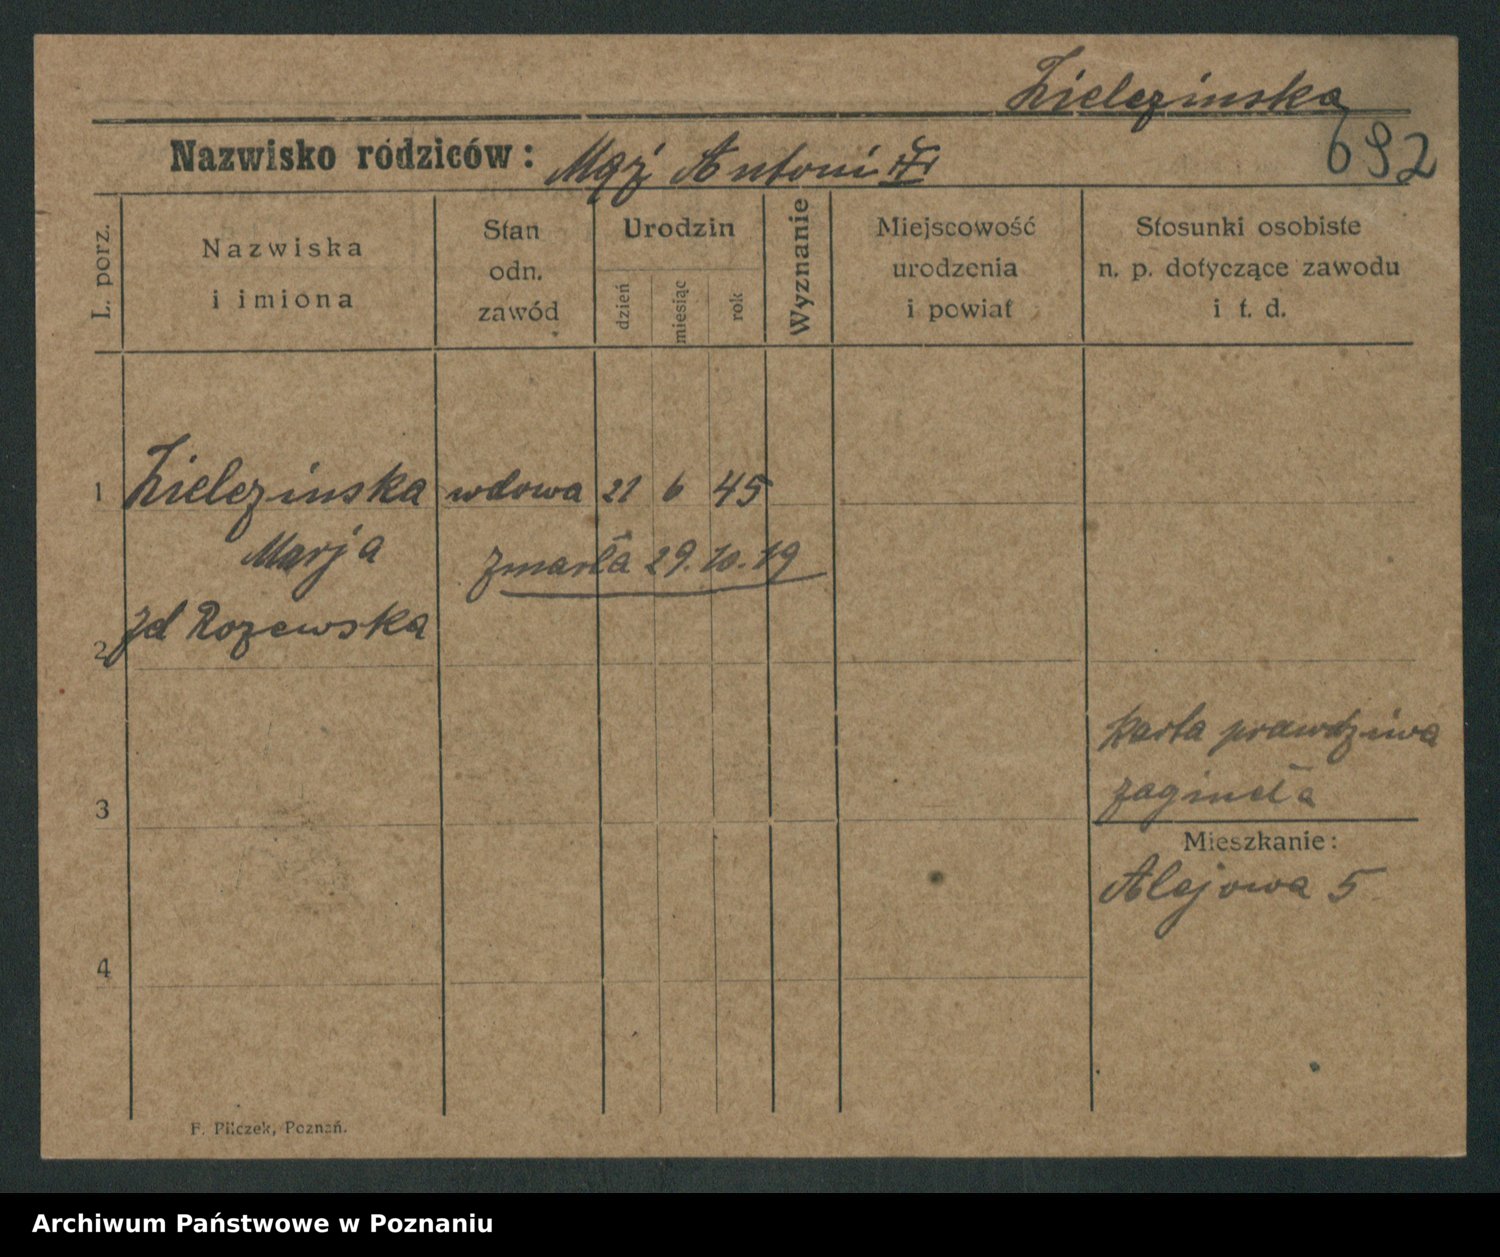 Zielezinska
692
Nazwisko rodziców: Mąż Antoni
L. porz.
Nazwiska
i imiona
Stan
odn.
zawód
Urodzin
dzień
miesiąc
rok
Wyznanie
Miejscowość
urodzenia
i powiat
Stosunki osobiste
n. p. dotyczące zawodu
i t. d.
1 Zielezinska wdowa 21 6 45
Marja
zmarła 29.10.19
zd Rozewska
2
karta prawdziwa
zaginęła
3
Mieszkanie:
Alejowa 5
4
F. Pilczek, Poznań.
Archiwum Państwowe w Poznaniu